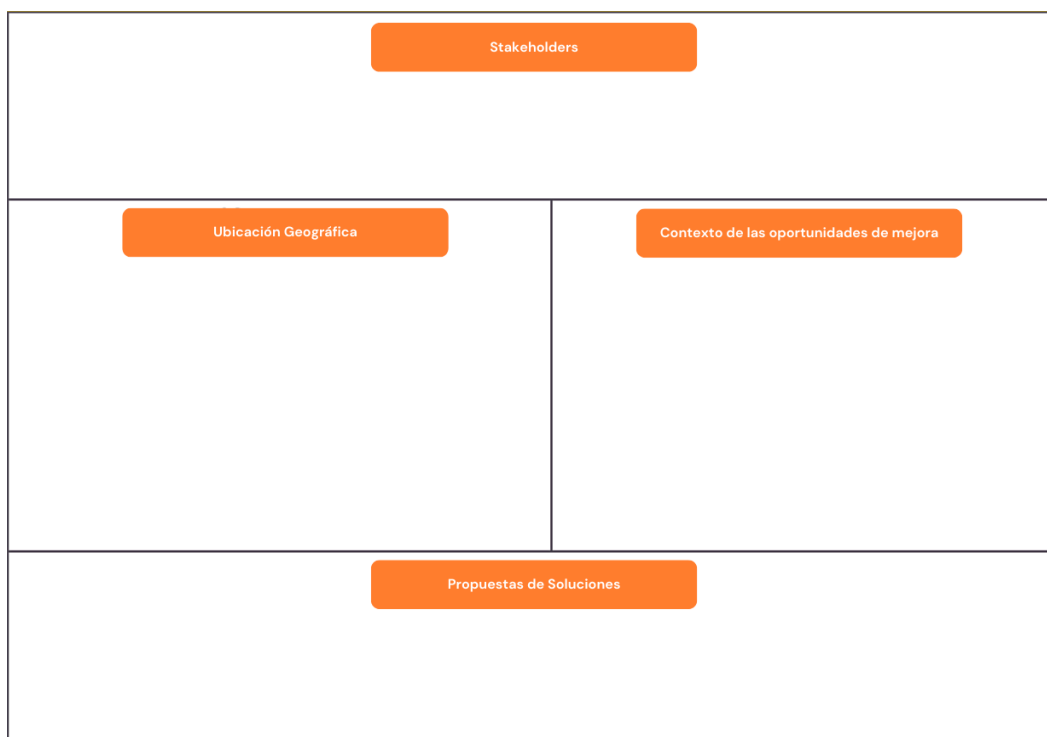 Stakeholders
Ubicación Geográfica
Contexto de las oportunidades de mejora
Propuestas de Soluciones